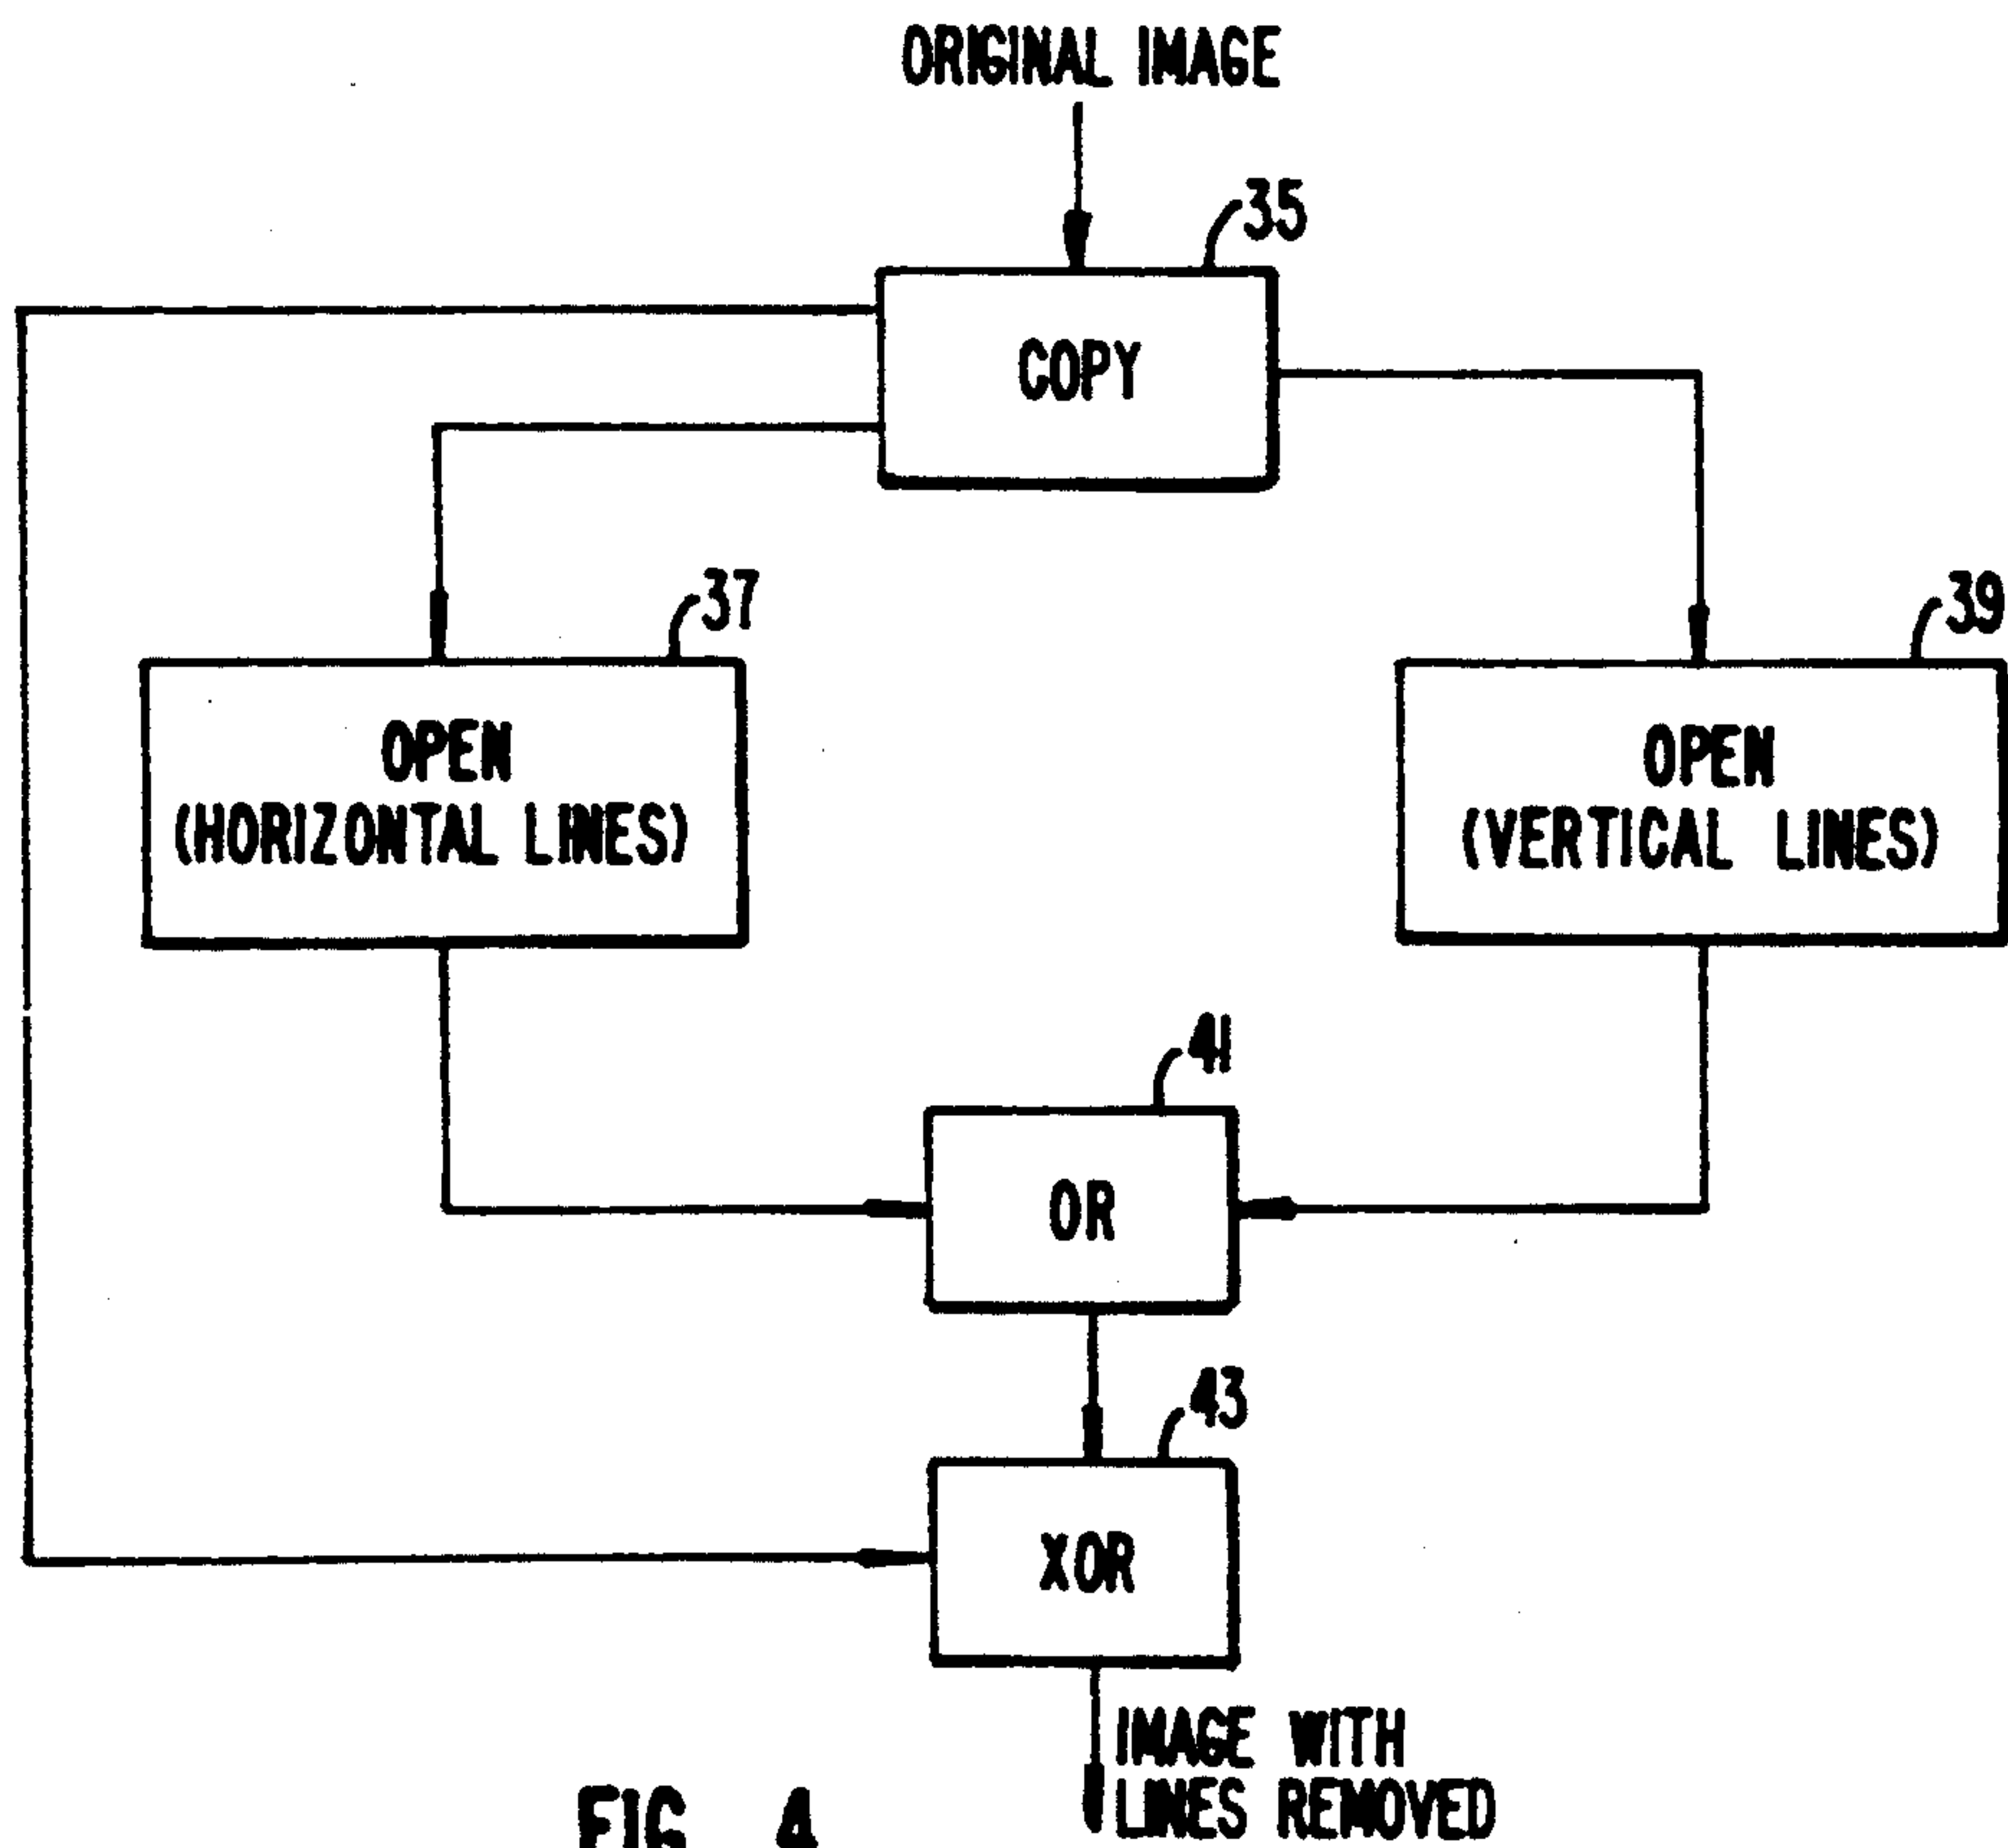 ORIGINAL IMAGE
35
COPY
37
39
OPEN
(HORIZONTAL LINES)
OPEN
(VERTICAL LINES)
41
OR
43
XOR
IMAGE WITH
LINES REMOVED
FIG. 4